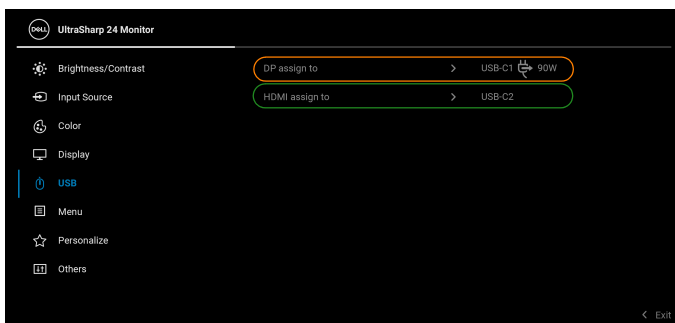 DELL
UltraSharp 24 Monitor
Brightness/Contrast
DP assign to > USB-C1 90W
Input Source
HDMI assign to > USB-C2
Color
Display
USB
Menu
Personalize
Others
< Exit